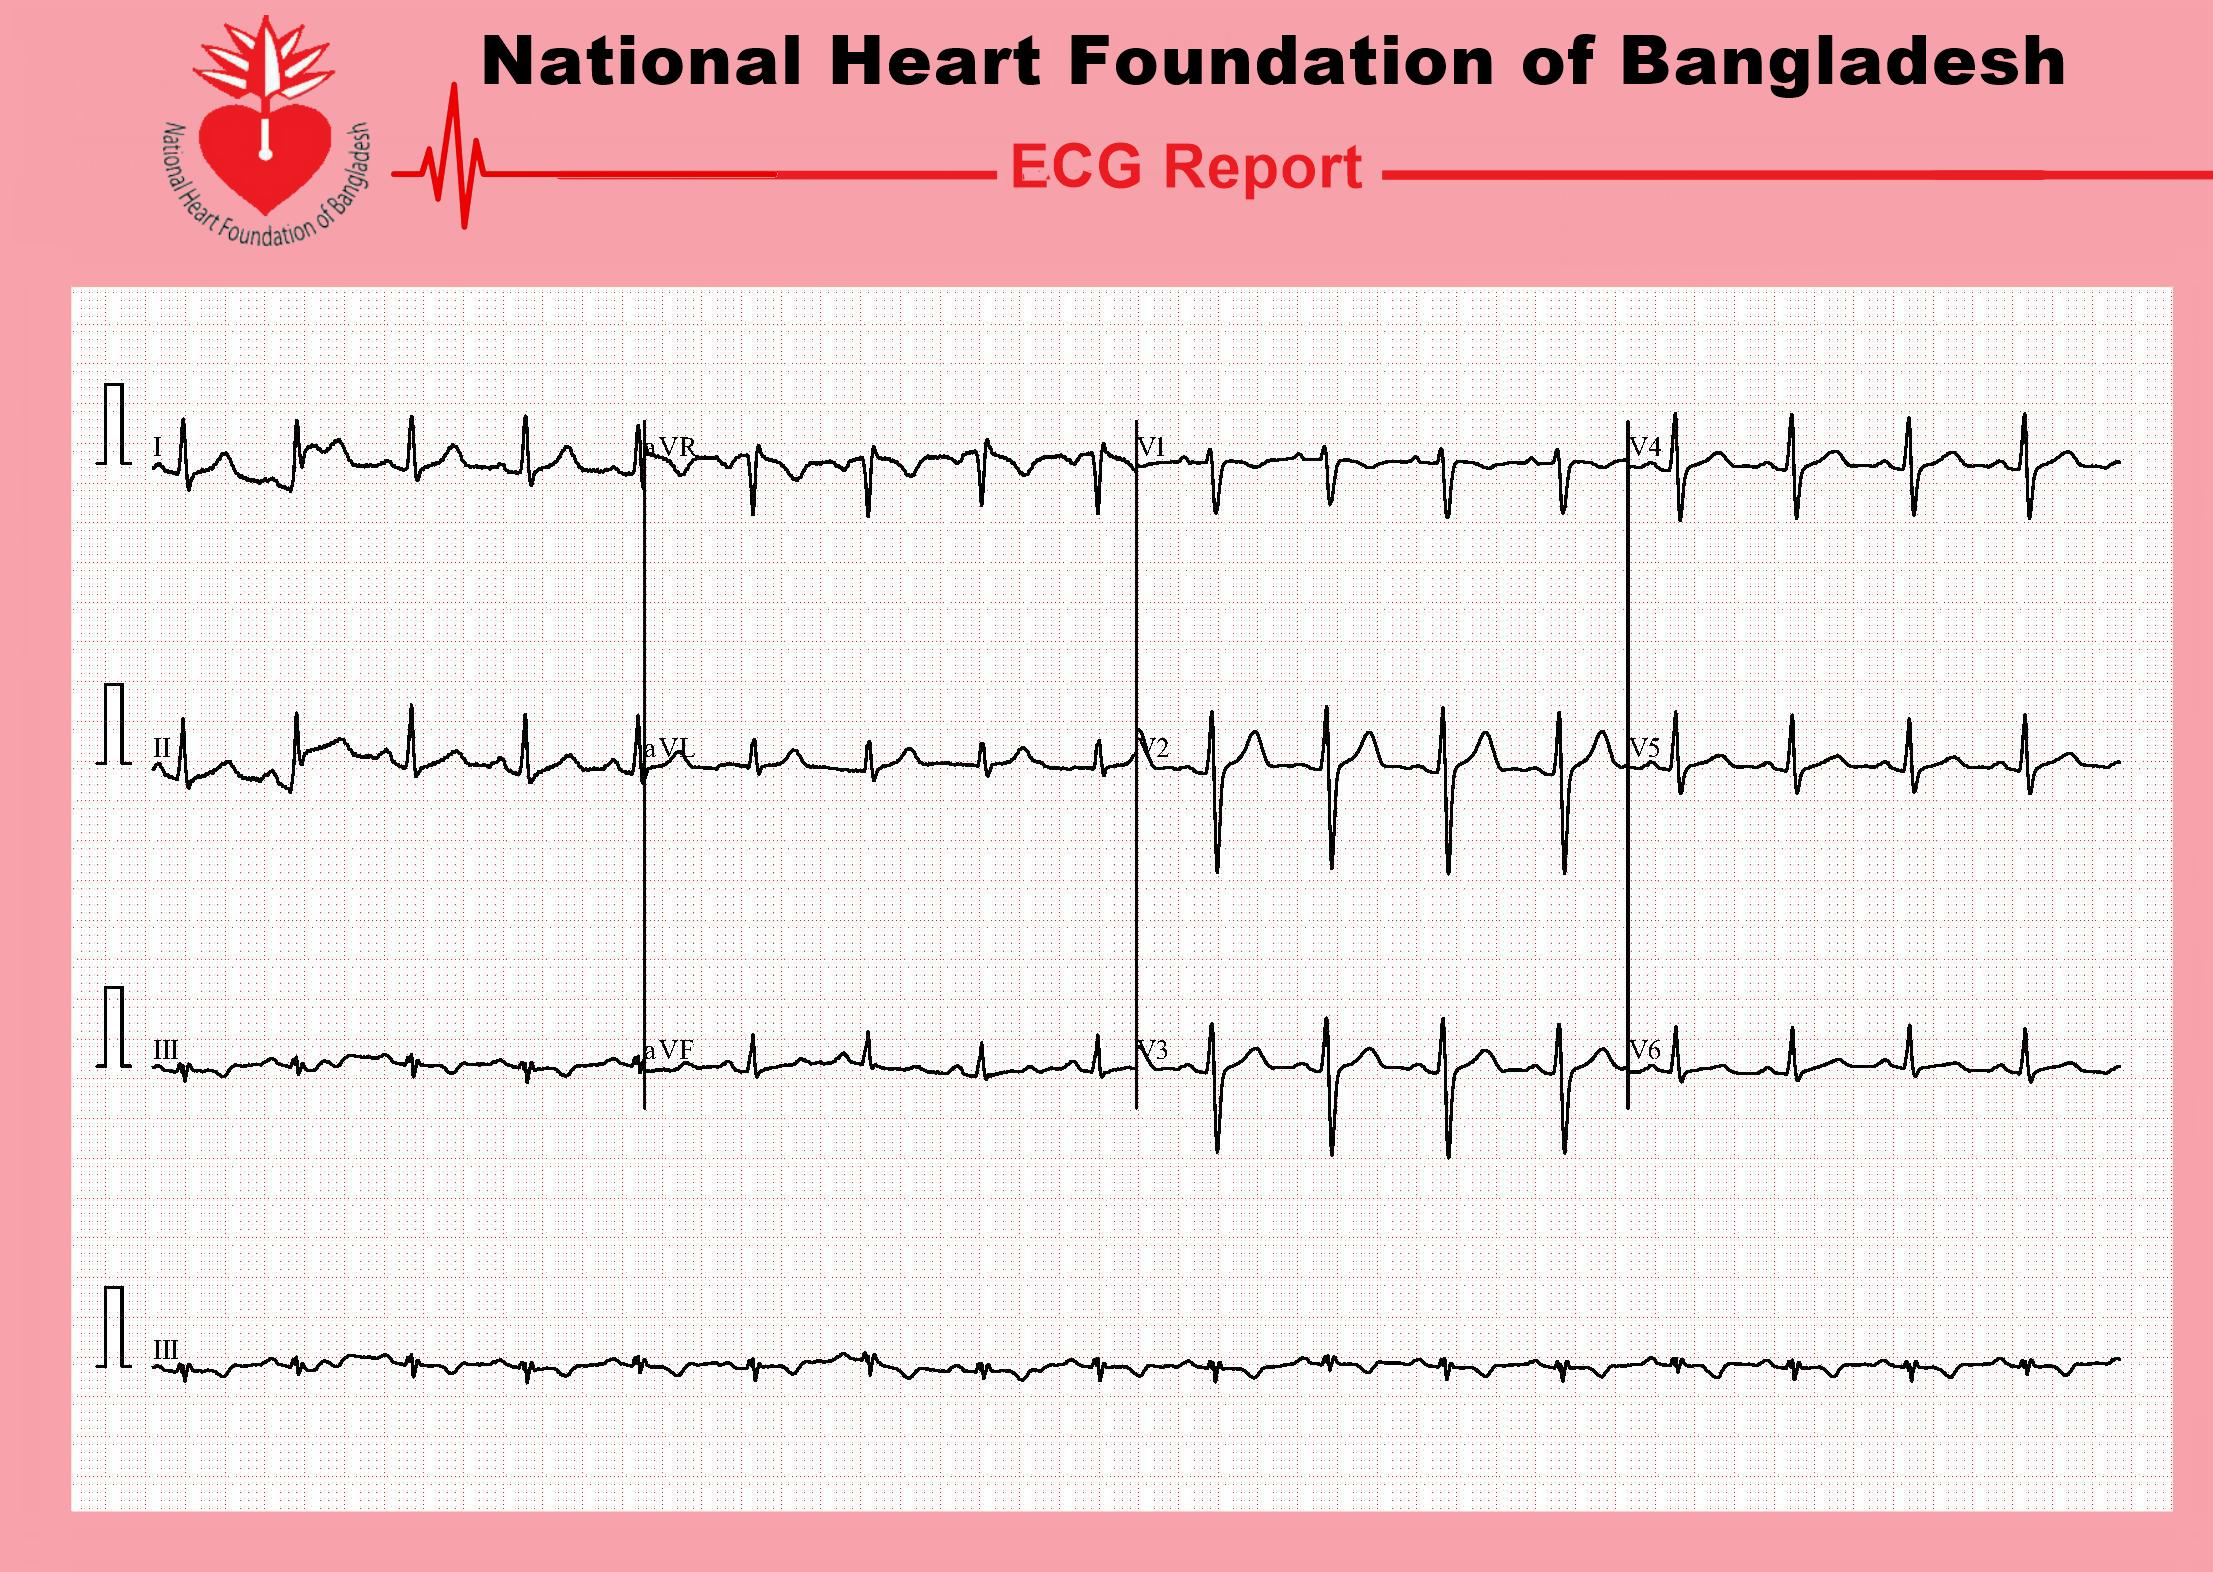 National Heart Foundation of Bangladesh
National Heart Foundation of Bangladesh
ECG Report
I
aVR
V1
V4
II
aVL
V2
V5
III
aVF
V3
V6
III